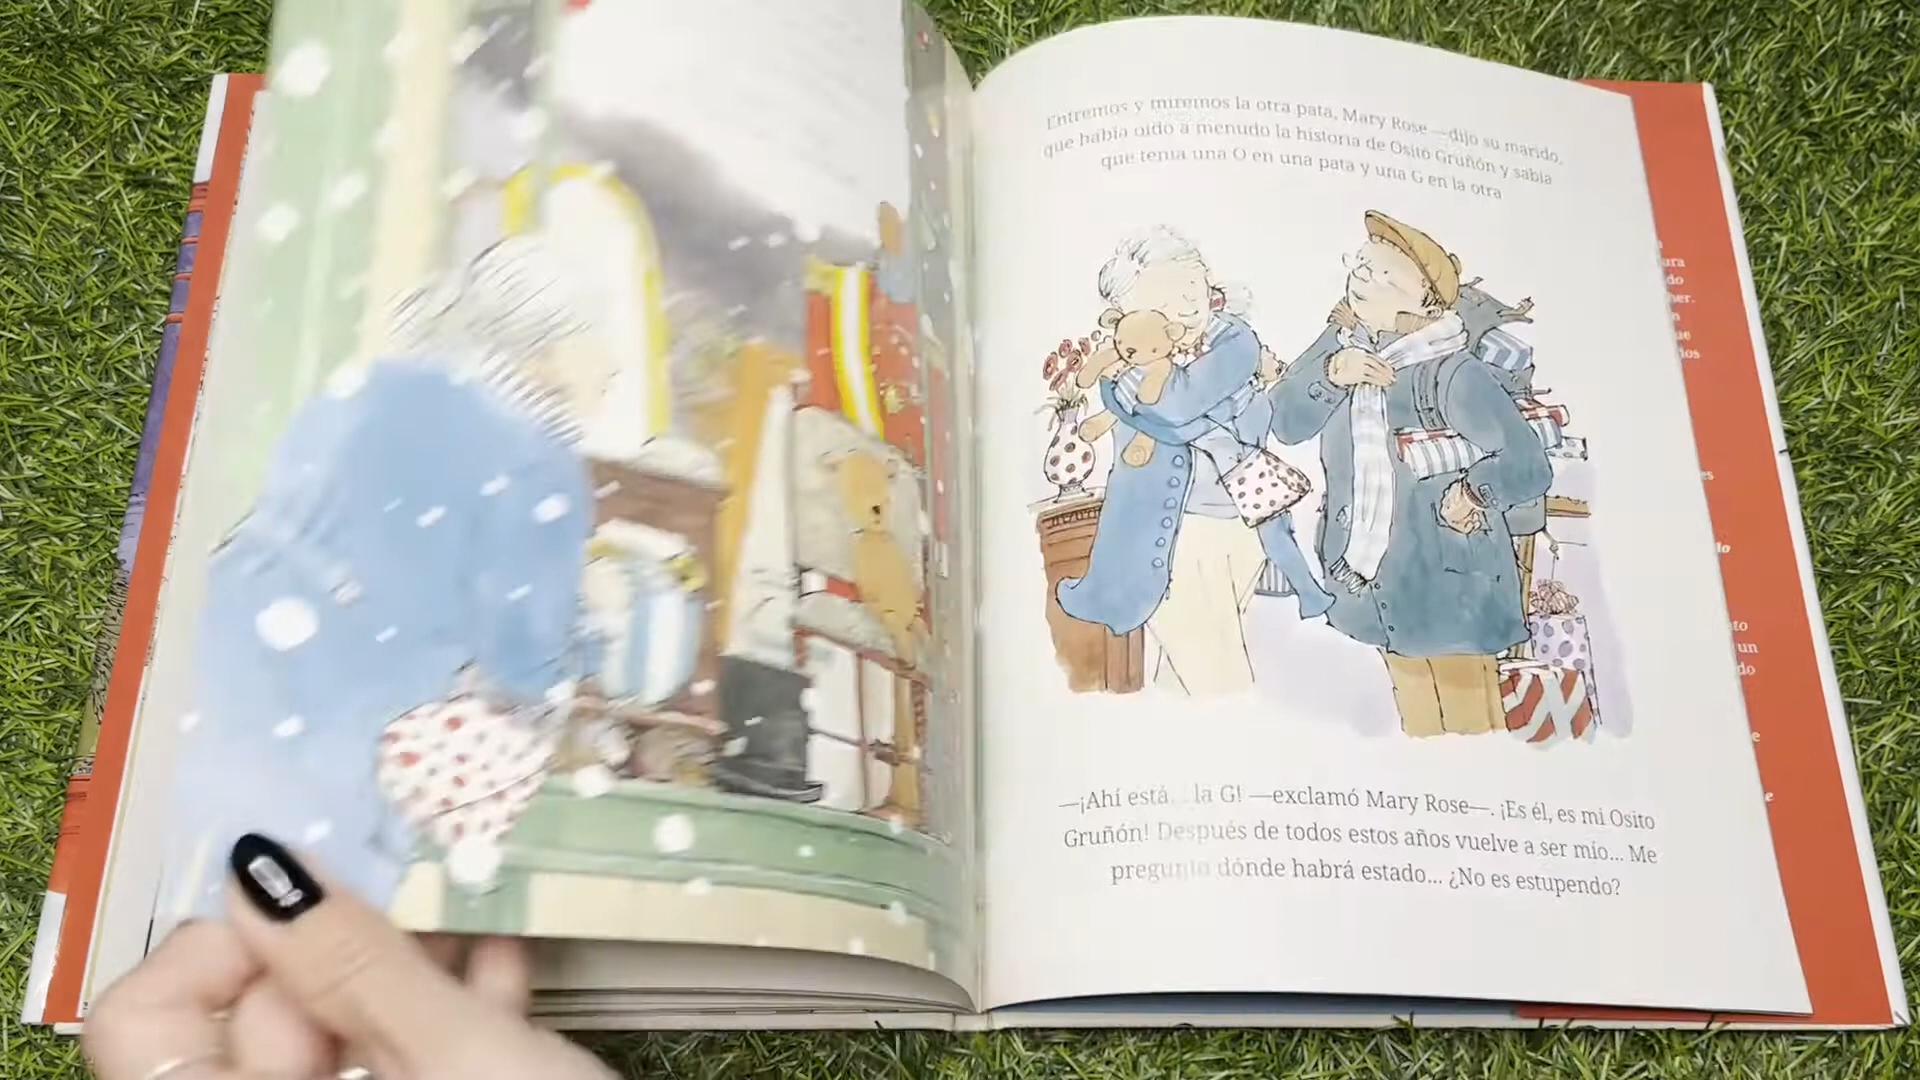 Entremos y miremos la otra pata, Mary Rose —dijo su marido,
que había oído a menudo la historia de Osito Gruñón y sabía
que tenía una O en una pata y una G en la otra
—¡Ahí está... la G! —exclamó Mary Rose—. ¡Es él, es mi Osito
Gruñón! Después de todos estos años vuelve a ser mío... Me
pregunto dónde habrá estado... ¿No es estupendo?